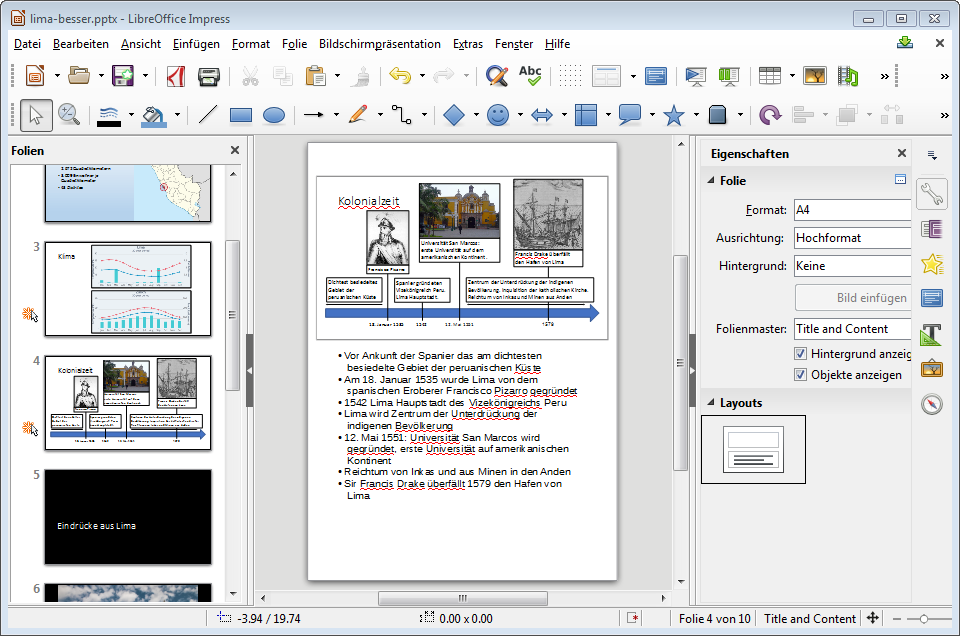 lima-besser.pptx - LibreOffice Impress
Datei Bearbeiten Ansicht Einfügen Format Folie Bildschirmpräsentation Extras Fenster Hilfe
Abc
Folien
3
Klima
4
Kolonialzeit
5
Eindrücke aus Lima
6
Kolonialzeit
Francisco Pizarro
Universität San Marcos:
erste Universität auf dem
amerikanischen Kontinent.
Francis Drake überfällt
den Hafen von Lima
Dichtest besiedeltes
Gebiet der
peruanischen Küste
Spanier gründeten
Vizekönigreich Peru.
Lima Hauptstadt.
Zentrum der Unterdrückung der indigenen
Bevölkerung, Inquisition der katholischen Kirche.
Reichtum von Inkas und Minen aus Anden
• Vor Ankunft der Spanier das am dichtesten
besiedelte Gebiet der peruanischen Küste
• Am 18. Januar 1535 wurde Lima von dem
spanischen Eroberer Francisco Pizarro gegründet
• 1542 Lima Hauptstadt des Vizekönigreichs Peru
• Lima wird Zentrum der Unterdrückung der
indigenen Bevölkerung
• 12. Mai 1551: Universität San Marcos wird
gegründet, erste Universität auf amerikanischen
Kontinent
• Reichtum von Inkas und aus Minen in den Anden
• Sir Francis Drake überfällt 1579 den Hafen von
Lima
Eigenschaften
Folie
Format: A4
Ausrichtung: Hochformat
Hintergrund: Keine
Bild einfügen
Folienmaster: Title and Content
Hintergrund anzeig
Objekte anzeigen
Layouts
-3.94 / 19.74
0.00 x 0.00
Folie 4 von 10
Title and Content